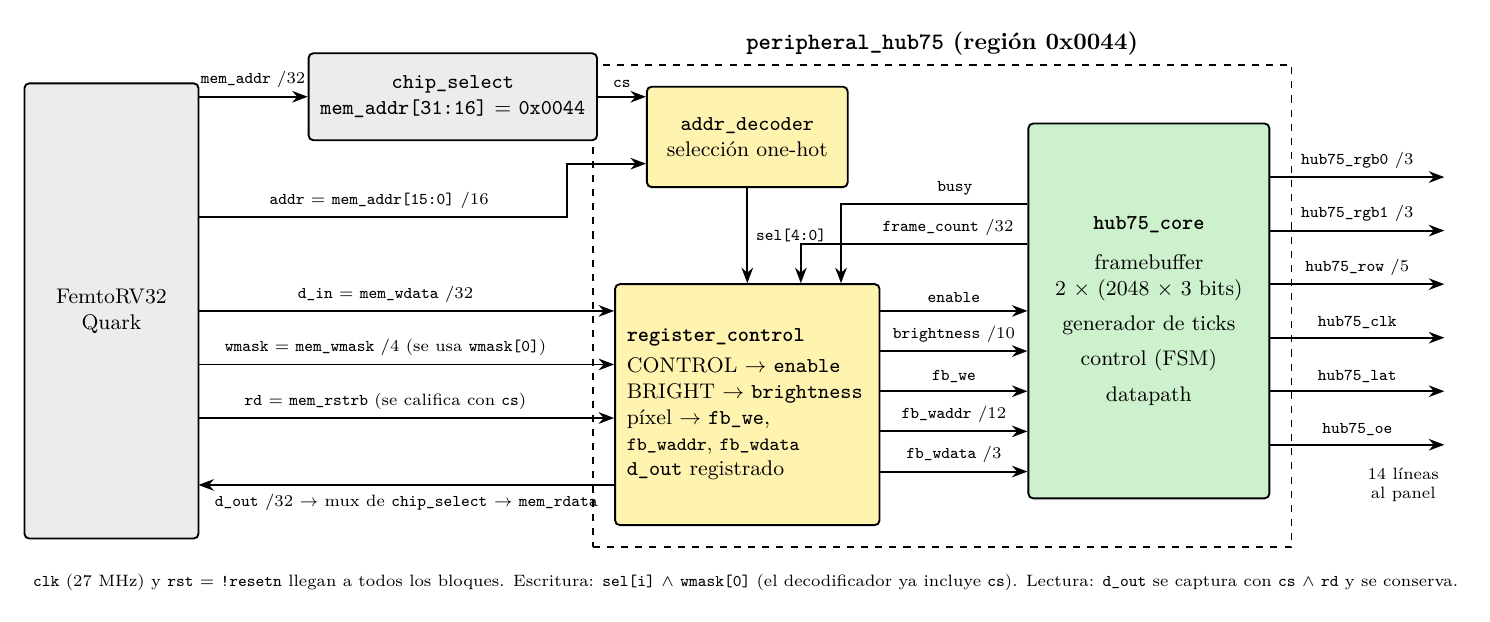 peripheral_hub75 (región 0x0044)
mem_addr /32
chip_select
mem_addr[31:16] = 0x0044
cs
addr_decoder
selección one-hot
addr = mem_addr[15:0] /16
sel[4:0]
busy
frame_count /32
FemtoRV32
Quark
d_in = mem_wdata /32
wmask = mem_wmask /4 (se usa wmask[0])
rd = mem_rstrb (se califica con cs)
d_out /32 → mux de chip_select → mem_rdata
register_control
CONTROL → enable
BRIGHT → brightness
píxel → fb_we,
fb_waddr, fb_wdata
d_out registrado
enable
brightness /10
fb_we
fb_waddr /12
fb_wdata /3
hub75_core
framebuffer
2 × (2048 × 3 bits)
generador de ticks
control (FSM)
datapath
hub75_rgb0 /3
hub75_rgb1 /3
hub75_row /5
hub75_clk
hub75_lat
hub75_oe
14 líneas
al panel
clk (27 MHz) y rst = !resetn llegan a todos los bloques. Escritura: sel[i] ∧ wmask[0] (el decodificador ya incluye cs). Lectura: d_out se captura con cs ∧ rd y se conserva.